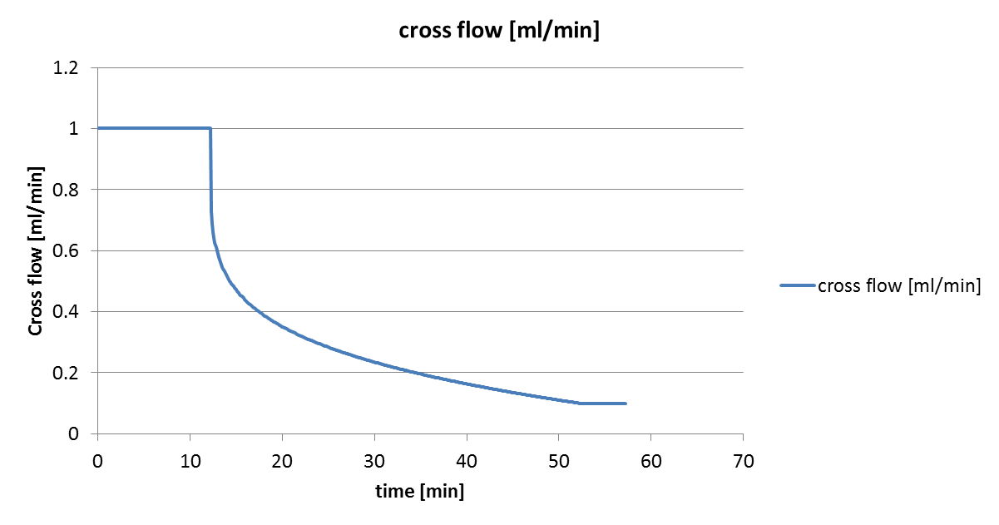 cross flow [ml/min]
1.2
1
0.8
0.6
0.4
0.2
0
Cross flow [ml/min]
cross flow [ml/min]
0 10 20 30 40 50 60 70
time [min]